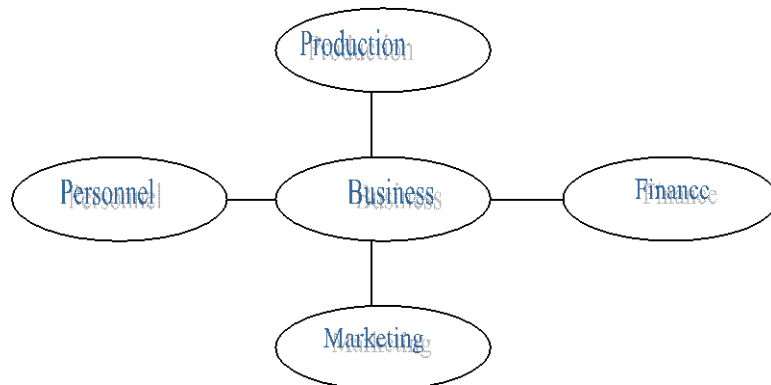 Production
Personnel
Business
Finance
Marketing